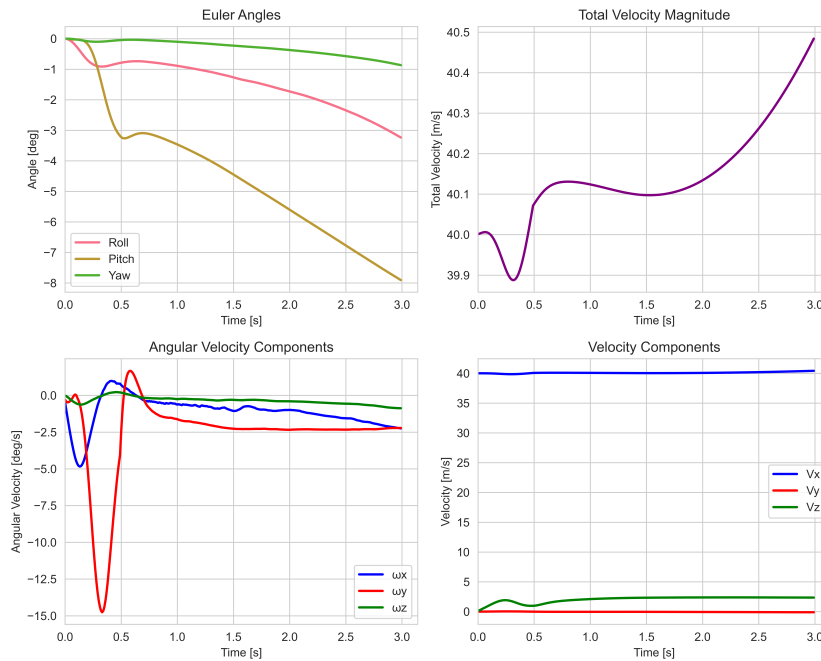 Euler Angles
0
−1
−2
−3
−4
−5
−6
−7
−8
Angle [deg]
Roll
Pitch
Yaw
0.0 0.5 1.0 1.5 2.0 2.5 3.0
Time [s]
Total Velocity Magnitude
40.5
40.4
40.3
40.2
40.1
40.0
39.9
Total Velocity [m/s]
0.0 0.5 1.0 1.5 2.0 2.5 3.0
Time [s]
Angular Velocity Components
0.0
−2.5
−5.0
−7.5
−10.0
−12.5
−15.0
Angular Velocity [deg/s]
ωx
ωy
ωz
0.0 0.5 1.0 1.5 2.0 2.5 3.0
Time [s]
Velocity Components
40
35
30
25
20
15
10
5
0
Velocity [m/s]
Vx
Vy
Vz
0.0 0.5 1.0 1.5 2.0 2.5 3.0
Time [s]